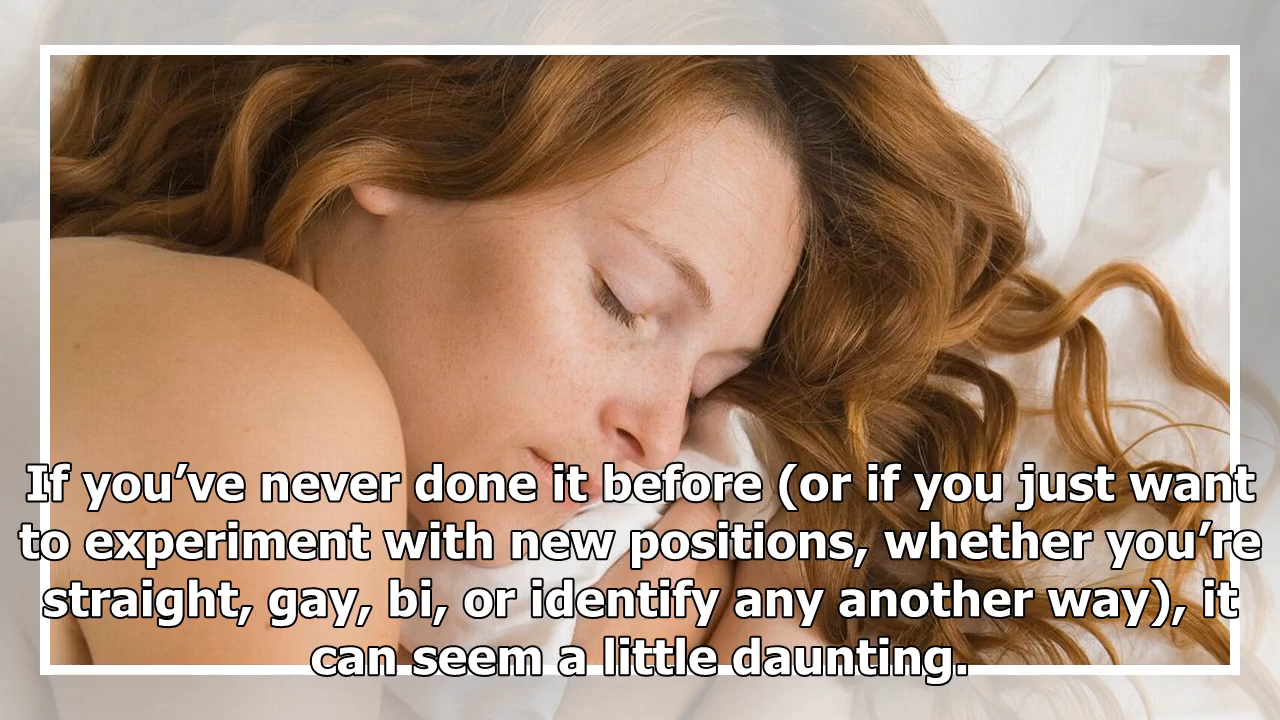 If you’ve never done it before (or if you just want
to experiment with new positions, whether you’re
straight, gay, bi, or identify any another way), it
can seem a little daunting.